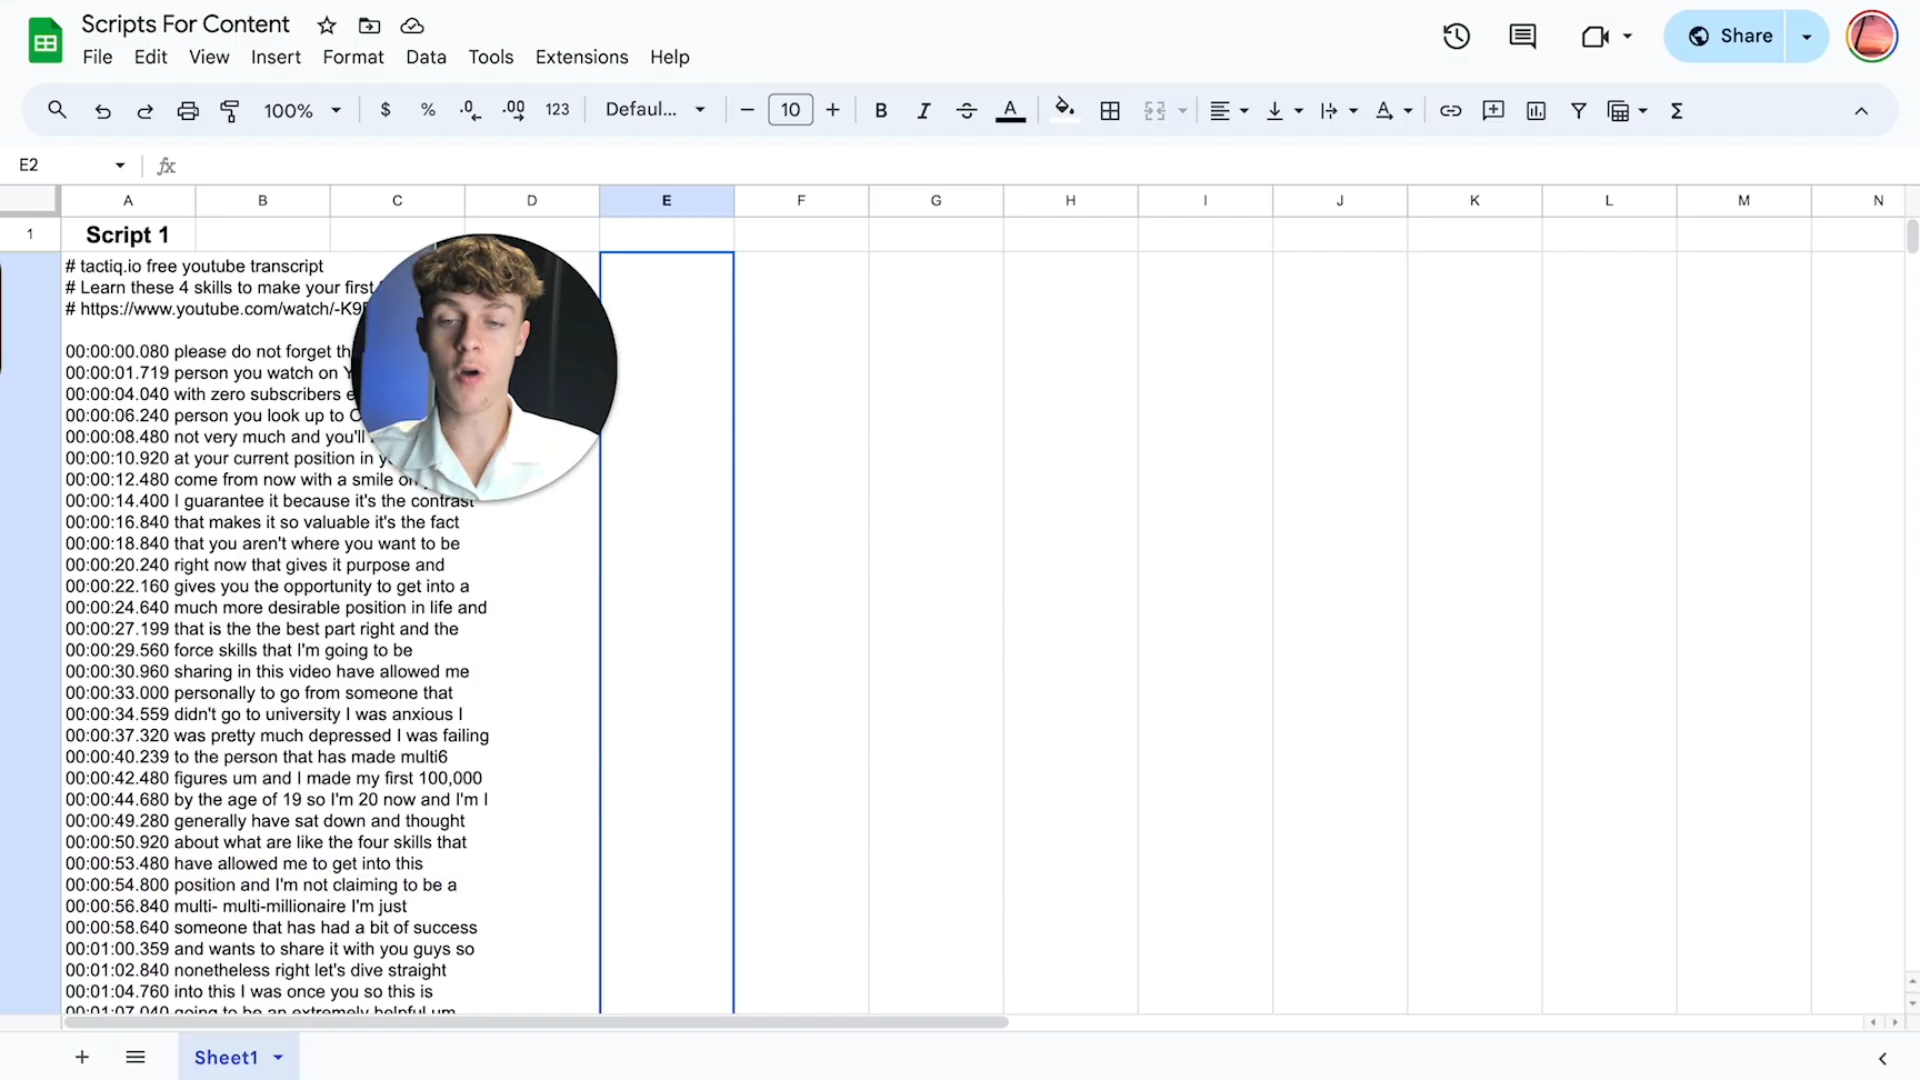 Scripts For Content
File Edit View Insert Format Data Tools Extensions Help
Share
100% $ % .0 .00 123 Defaul... 10 B I A Σ
E2 fx
A B C D E F G H I J K L M N
1 Script 1
# tactiq.io free youtube transcript
# Learn these 4 skills to make your first
# https://www.youtube.com/watch/-K9
00:00:00.080 please do not forget
00:00:01.719 person you watch on
00:00:04.040 with zero subscribers
00:00:06.240 person you look up to
00:00:08.480 not very much and you'll
00:00:10.920 at your current position in
00:00:12.480 come from now with a smile on
00:00:14.400 I guarantee it because it's the contrast
00:00:16.840 that makes it so valuable it's the fact
00:00:18.840 that you aren't where you want to be
00:00:20.240 right now that gives it purpose and
00:00:22.160 gives you the opportunity to get into a
00:00:24.640 much more desirable position in life and
00:00:27.199 that is the the best part right and the
00:00:29.560 force skills that I'm going to be
00:00:30.960 sharing in this video have allowed me
00:00:33.000 personally to go from someone that
00:00:34.559 didn't go to university I was anxious I
00:00:37.320 was pretty much depressed I was failing
00:00:40.239 to the person that has made multi6
00:00:42.480 figures um and I made my first 100,000
00:00:44.680 by the age of 19 so I'm 20 now and I'm I
00:00:49.280 generally have sat down and thought
00:00:50.920 about what are like the four skills that
00:00:53.480 have allowed me to get into this
00:00:54.800 position and I'm not claiming to be a
00:00:56.840 multi- multi-millionaire I'm just
00:00:58.640 someone that has had a bit of success
00:01:00.359 and wants to share it with you guys so
00:01:02.840 nonetheless right let's dive straight
00:01:04.760 into this I was once you so this is
00:01:07.040 going to be an extremely helpful um
Sheet1